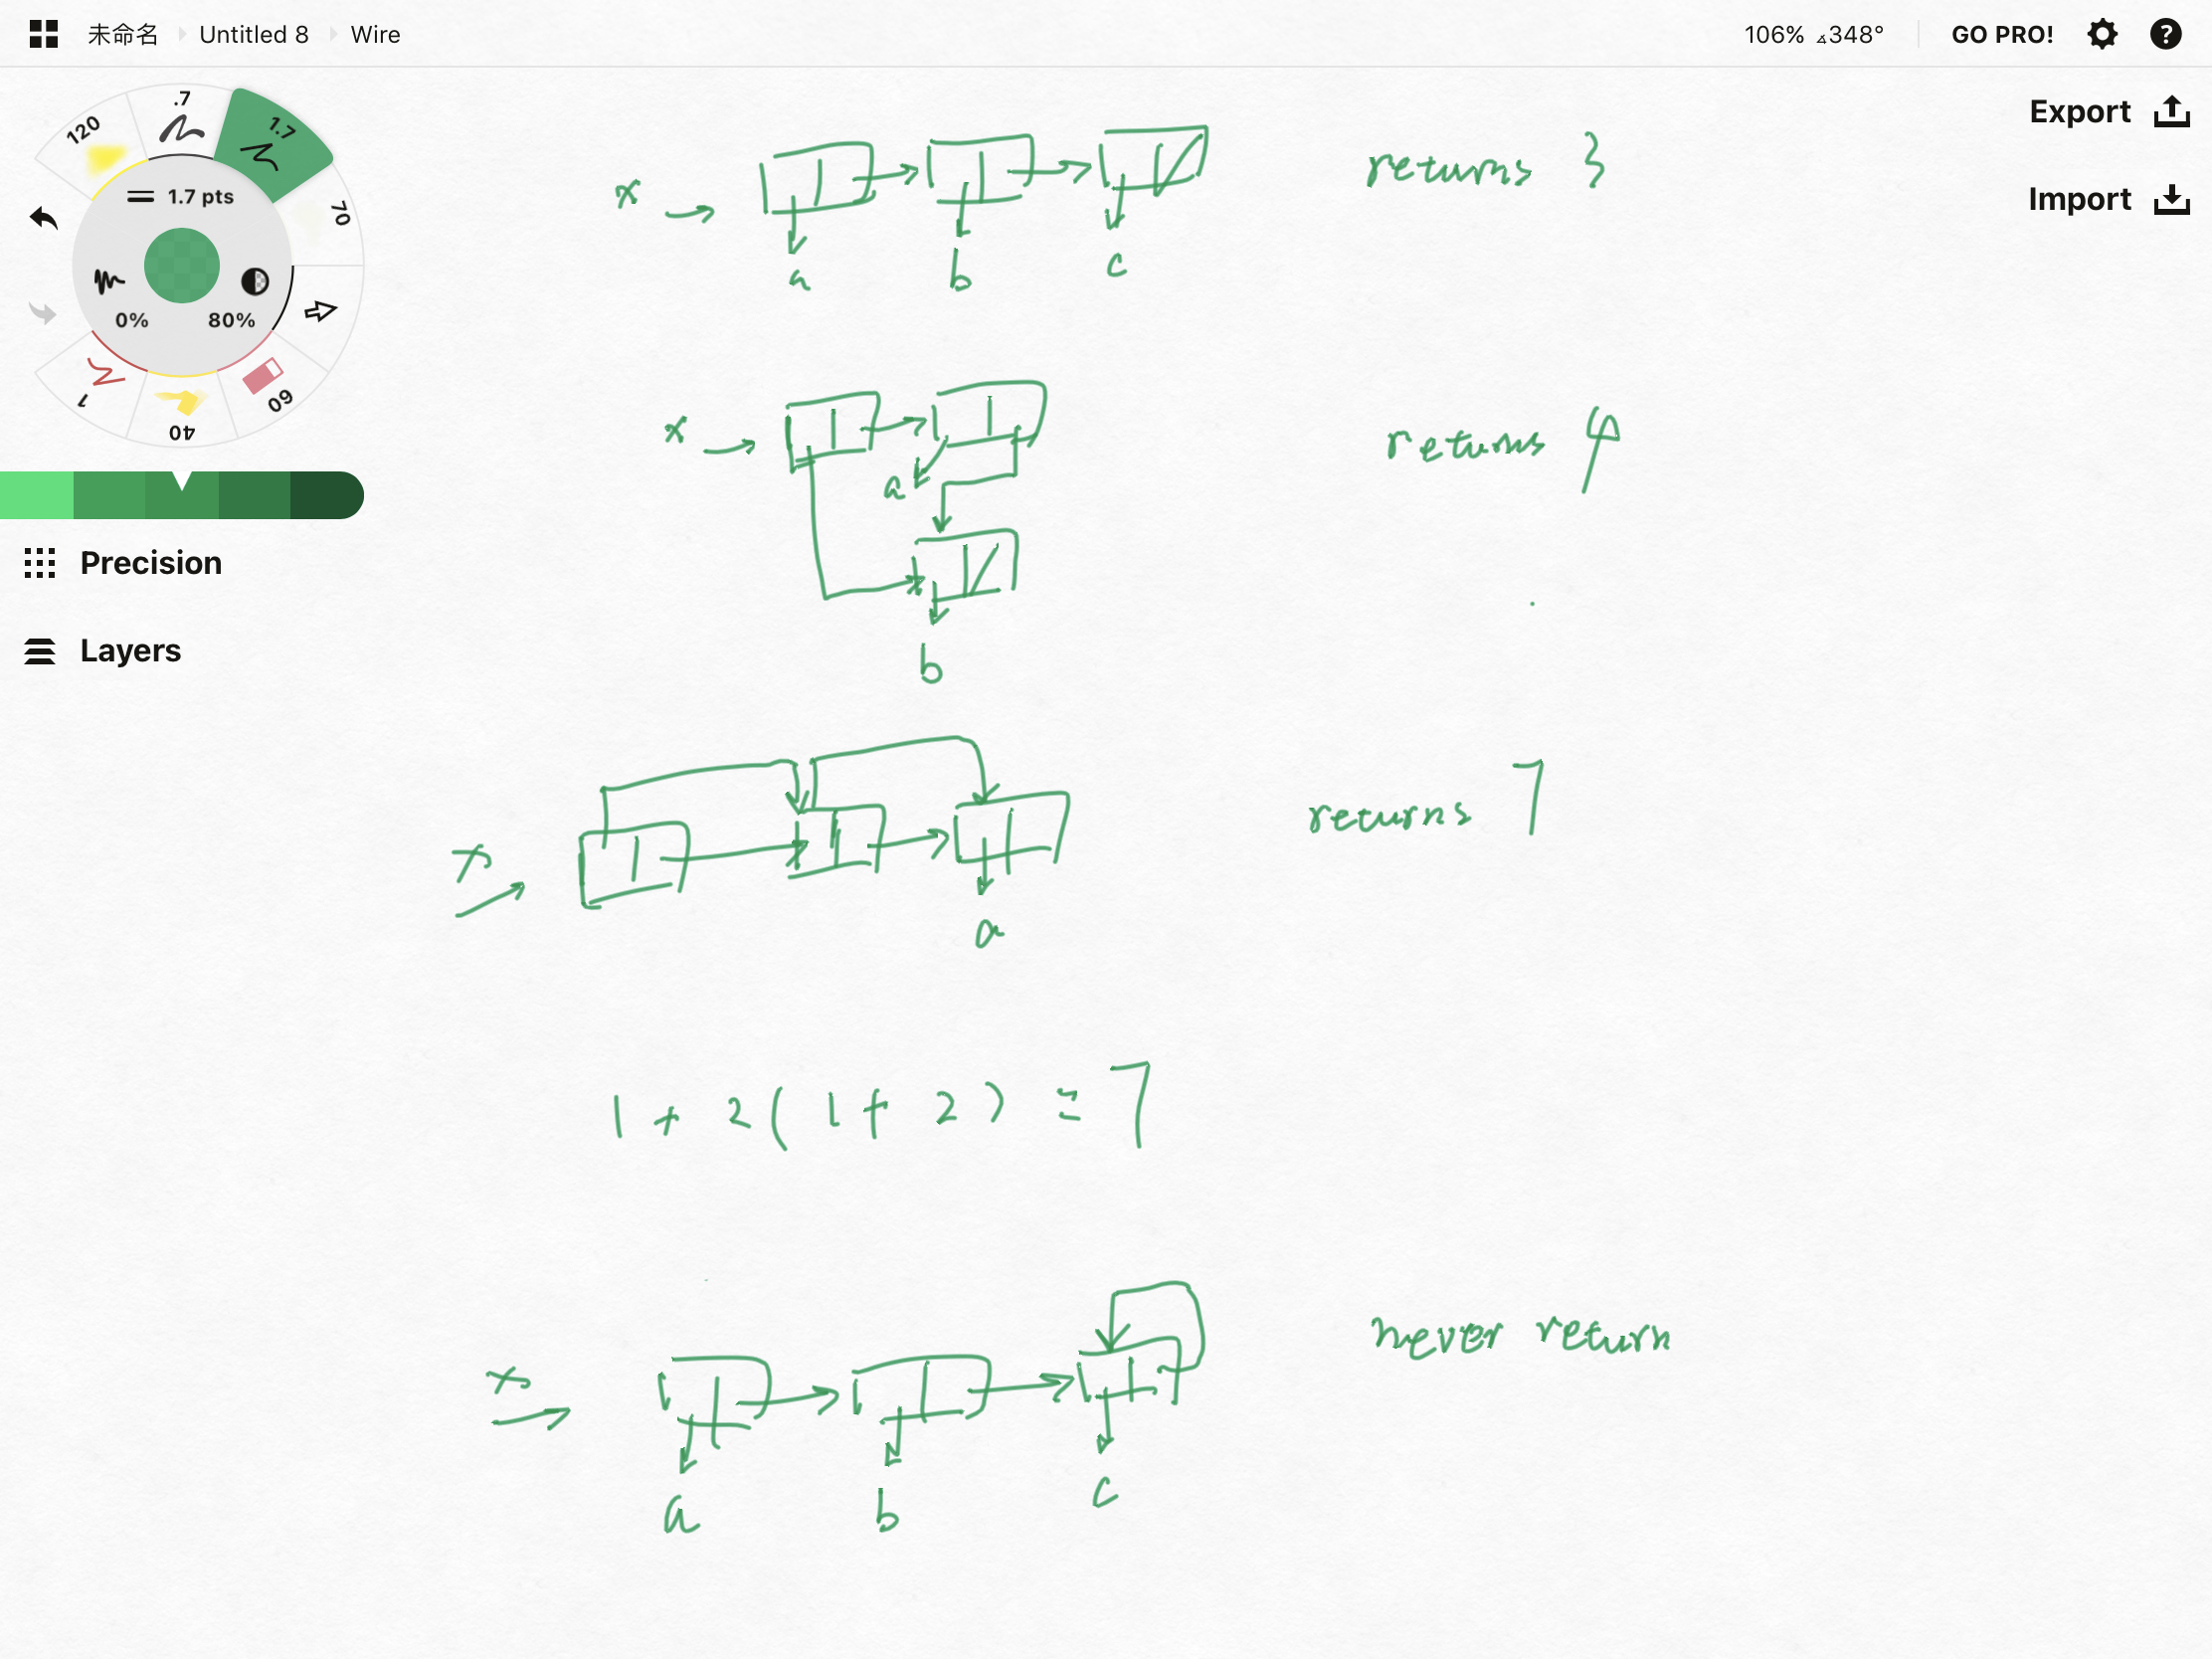 未命名 Untitled 8 Wire 106% ∡348° GO PRO! ?
Export
Import
120 .7 1.7 70
1.7 pts
0% 80%
1 40 60
Precision
Layers
x returns 3
a b c
x returns 4
a
b
x returns 7
a
1 + 2 ( 1 + 2 ) = 7
x never return
a b c